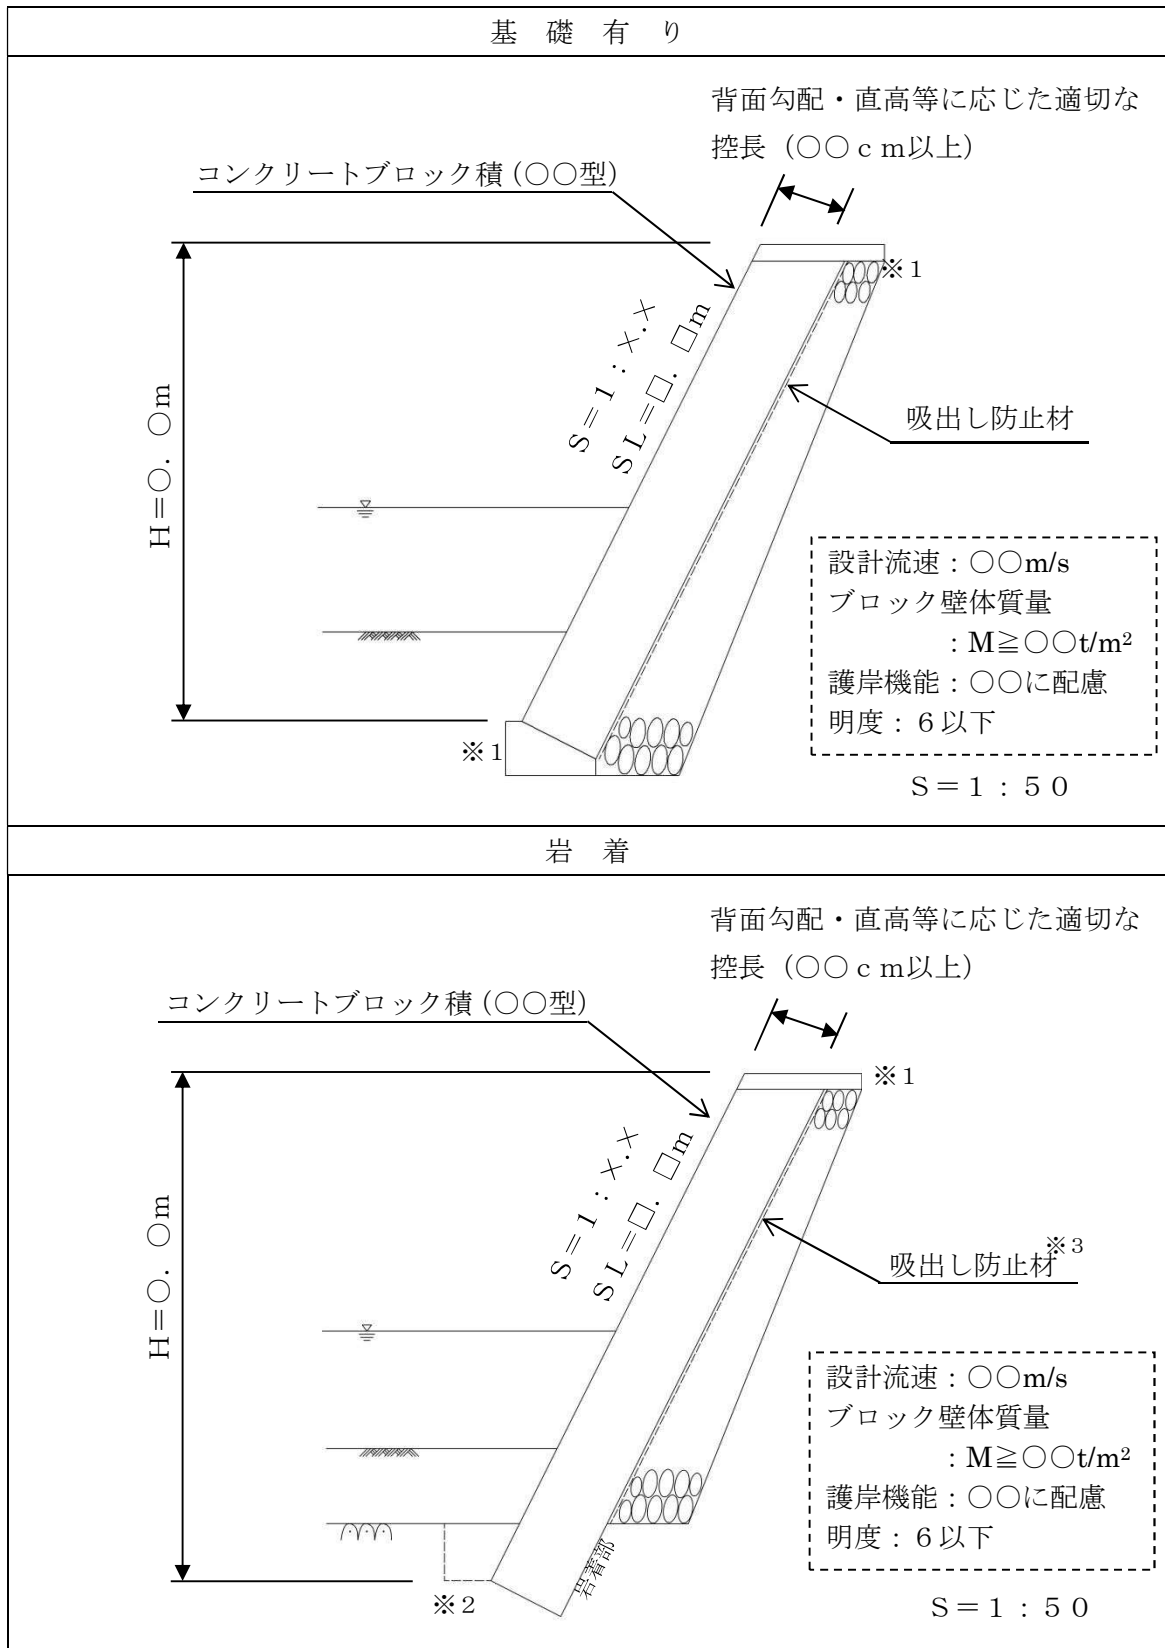 基礎有り
背面勾配・直高等に応じた適切な
控長（○○ｃｍ以上）
コンクリートブロック積（○○型）
※１
S＝１：×.×
ＳＬ＝□．□m
H＝○．○m
吹出し防止材
設計流速：○○m/s
ブロック壁体質量
：M≧○○t/m²
護岸機能：○○に配慮
明度：６以下
※１
Ｓ＝１：５０
岩着
背面勾配・直高等に応じた適切な
控長（○○ｃｍ以上）
コンクリートブロック積（○○型）
※１
S＝１：×.×
ＳＬ＝□．□m
H＝○．○m
吸出し防止材※３
設計流速：○○m/s
ブロック壁体質量
：M≧○○t/m²
護岸機能：○○に配慮
明度：６以下
岩着部
※２
Ｓ＝１：５０